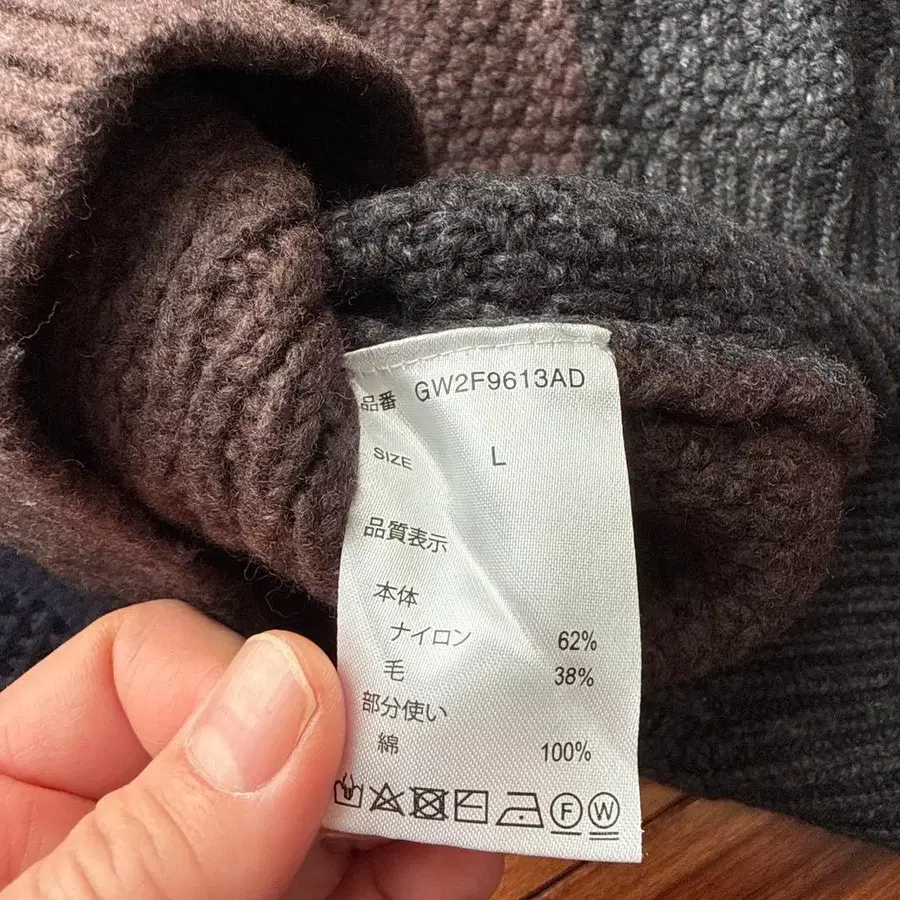 品番 GW2F9613AD
SIZE L
品質表示
本体
ナイロン 62%
毛 38%
部分使い
綿 100%
F W